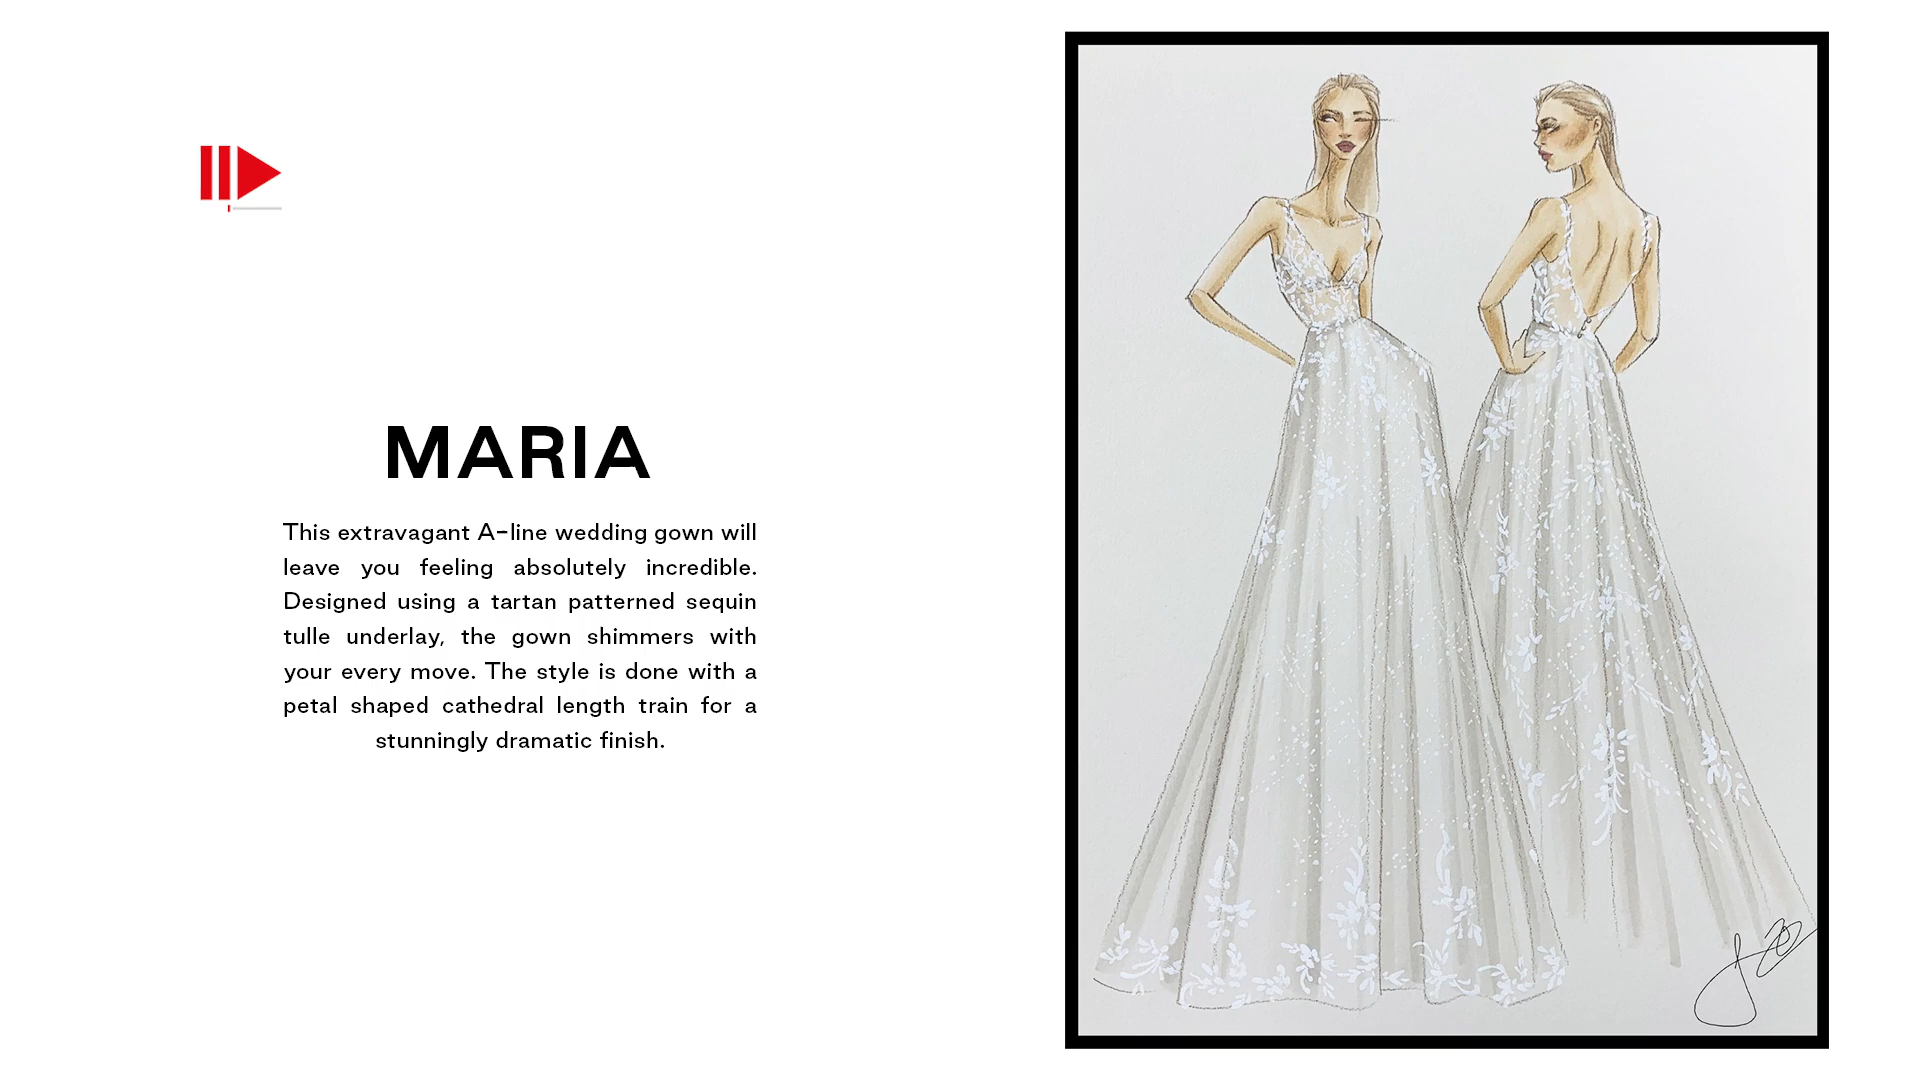 MARIA
This extravagant A-line wedding gown will
leave you feeling absolutely incredible.
Designed using a tartan patterned sequin
tulle underlay, the gown shimmers with
your every move. The style is done with a
petal shaped cathedral length train for a
stunningly dramatic finish.